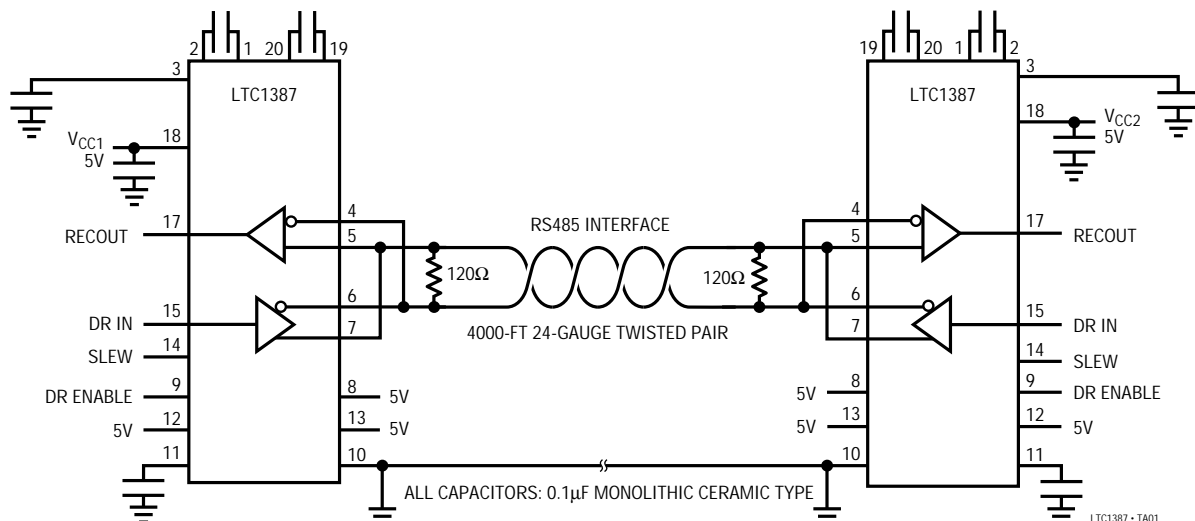 2 1 20 19
19 20 1 2
3
LTC1387
LTC1387
3
18
VCC1
5V
18
VCC2
5V
17
RECOUT
4
5
RS485 INTERFACE
4
5
17
RECOUT
120Ω
120Ω
6
7
15
DR IN
4000-FT 24-GAUGE TWISTED PAIR
6
7
15
DR IN
14
SLEW
14
SLEW
9
DR ENABLE
8
5V
5V
8
9
DR ENABLE
12
5V
13
5V
5V
13
12
5V
11
10
10
11
ALL CAPACITORS: 0.1µF MONOLITHIC CERAMIC TYPE
LTC1387 • TA01